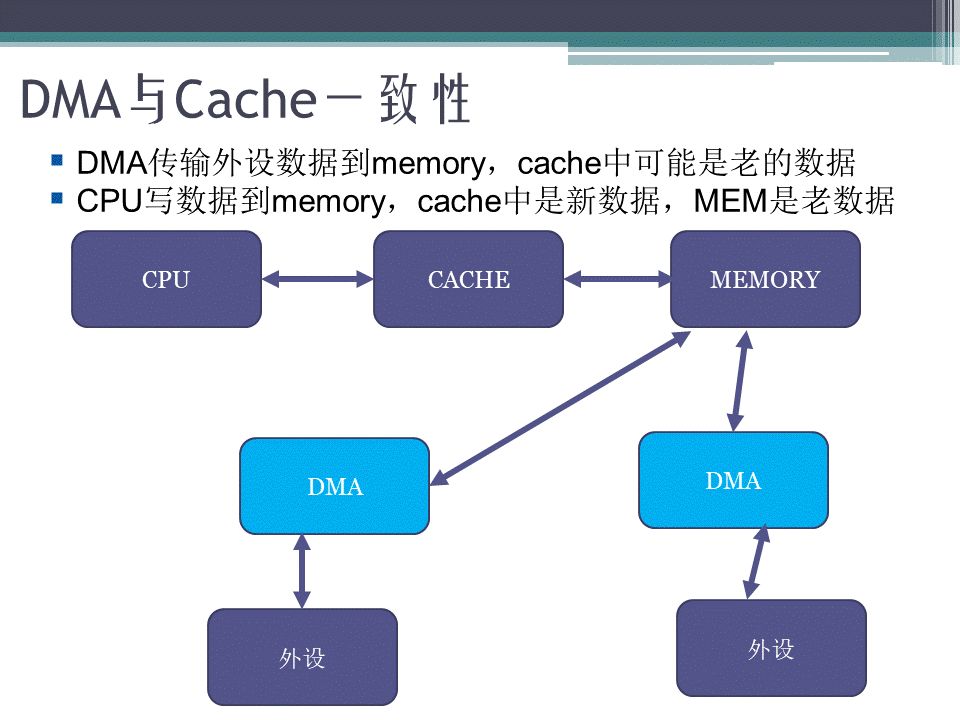 DMA与Cache一致性
DMA传输外设数据到memory，cache中可能是老的数据
CPU写数据到memory，cache中是新数据，MEM是老数据
CPU
CACHE
MEMORY
DMA
DMA
外设
外设